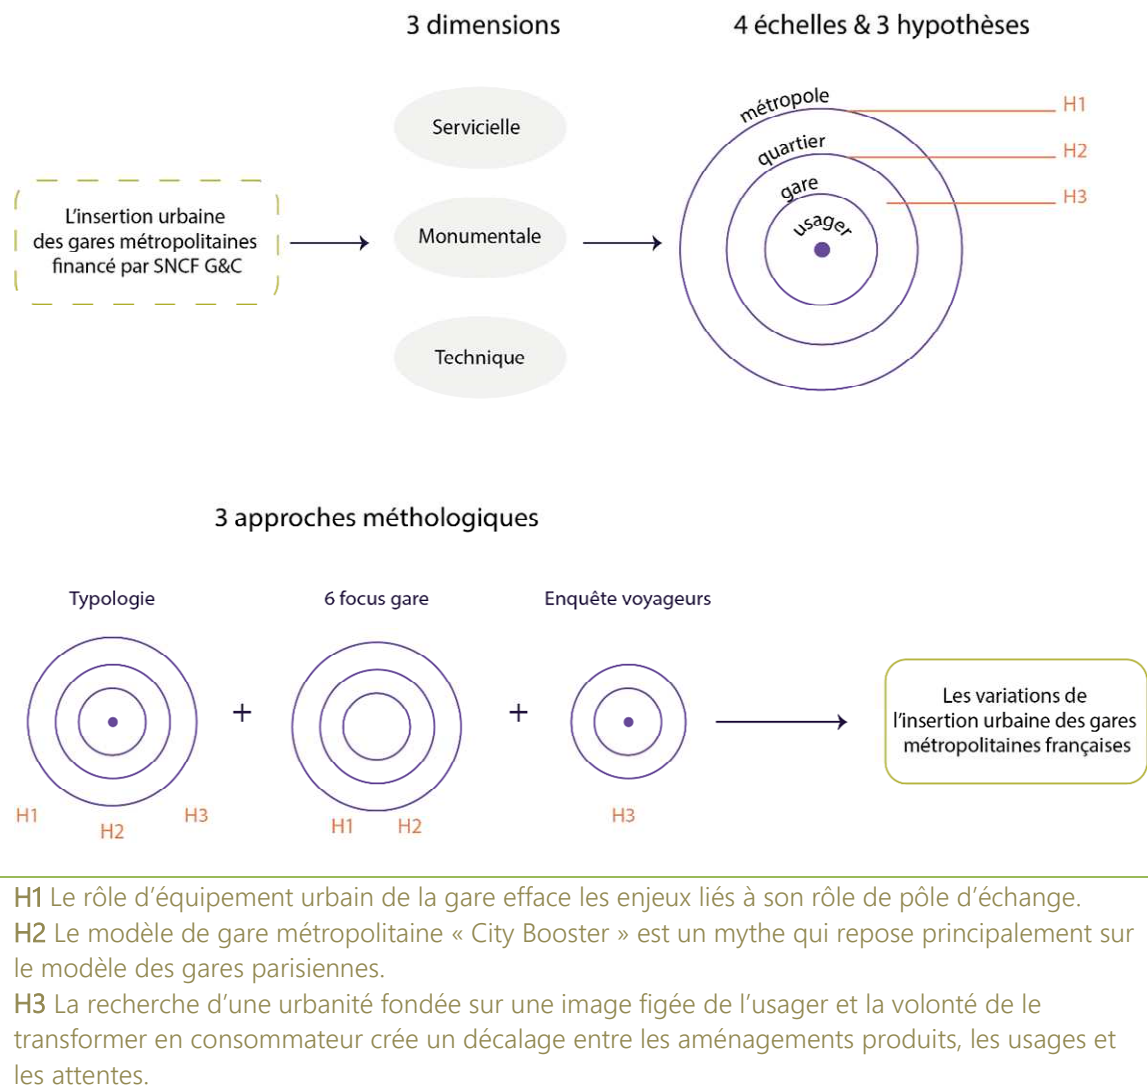 3 dimensions
4 échelles & 3 hypothèses
L'insertion urbaine
des gares métropolitaines
financé par SNCF G&C
Servicielle
Monumentale
Technique
métropole
quartier
gare
usager
H1
H2
H3
3 approches méthologiques
Typologie
6 focus gare
Enquête voyageurs
+
+
H1
H2
H3
H1
H2
H3
Les variations de
l'insertion urbaine des gares
métropolitaines françaises
H1 Le rôle d'équipement urbain de la gare efface les enjeux liés à son rôle de pôle d'échange.
H2 Le modèle de gare métropolitaine « City Booster » est un mythe qui repose principalement sur
le modèle des gares parisiennes.
H3 La recherche d'une urbanité fondée sur une image figée de l'usager et la volonté de le
transformer en consommateur crée un décalage entre les aménagements produits, les usages et
les attentes.